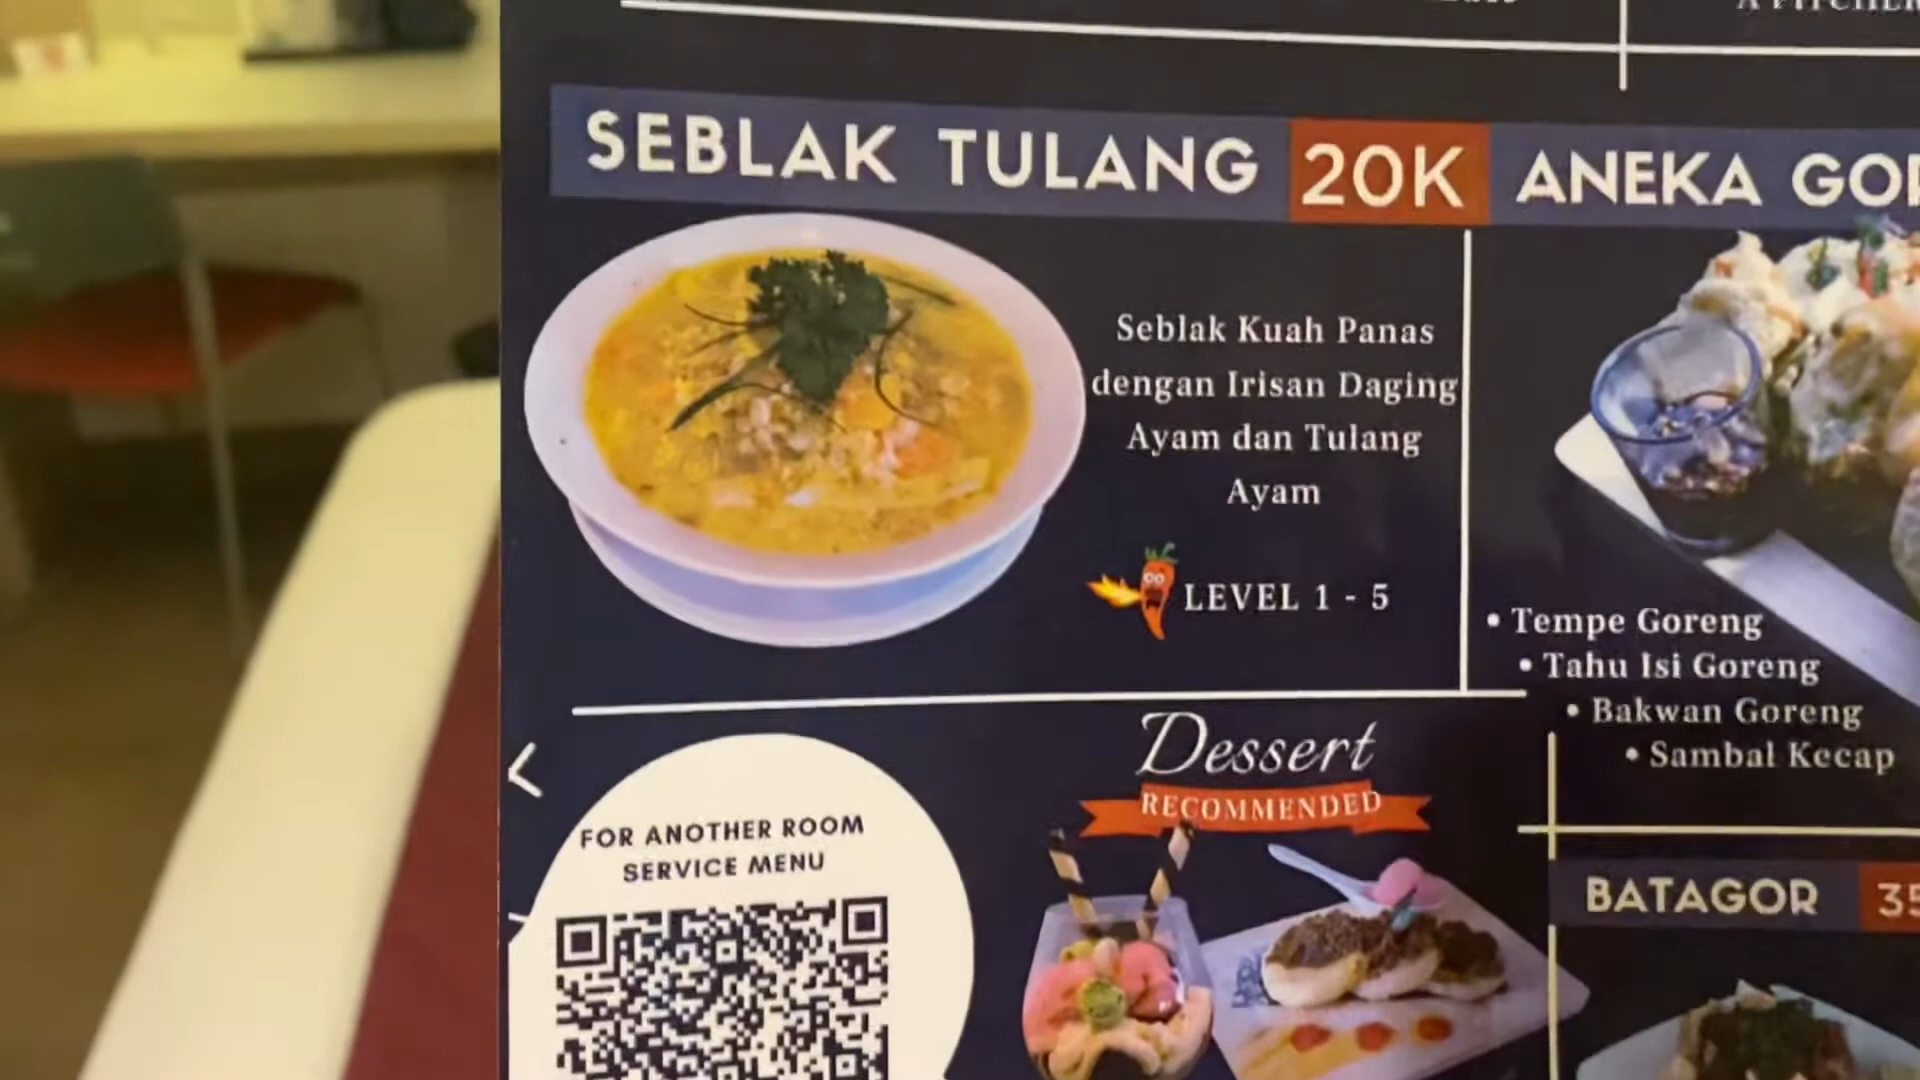 SEBLAK TULANG 20K
Seblak Kuah Panas
dengan Irisan Daging
Ayam dan Tulang
Ayam
LEVEL 1 - 5
ANEKA
• Tempe Goreng
• Tahu Isi Goreng
• Bakwan Goreng
• Sambal Kecap
Dessert
RECOMMENDED
FOR ANOTHER ROOM
SERVICE MENU
BATAGOR 35